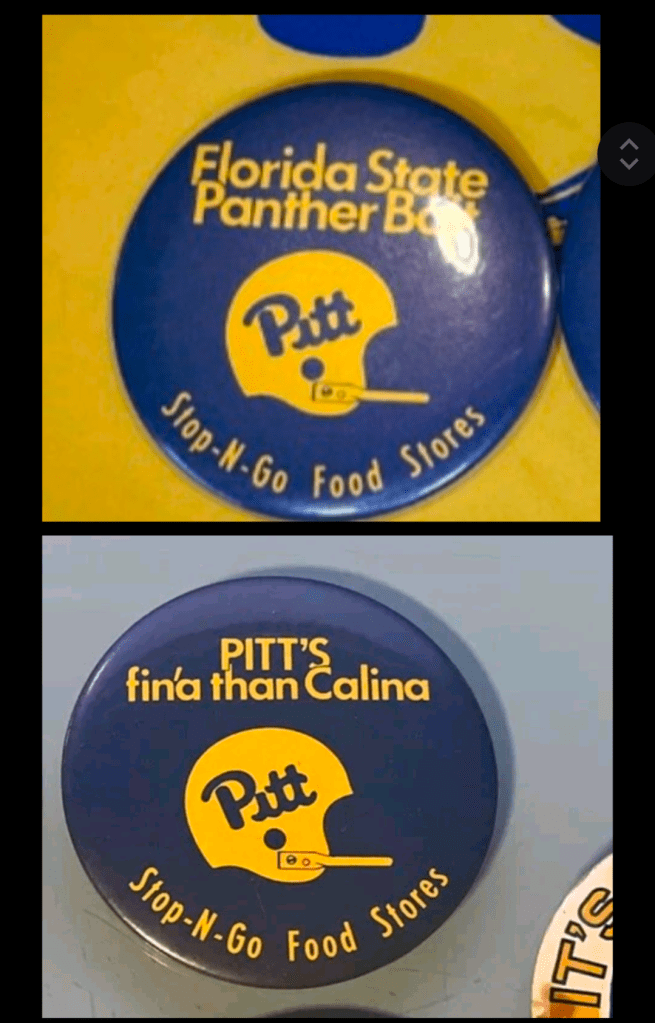 Florida State
Panther
Pitt
Stop-N-Go Food Stores
PITT'S
fin'a than Calina
Pitt
Stop-N-Go Food Stores
IT'S